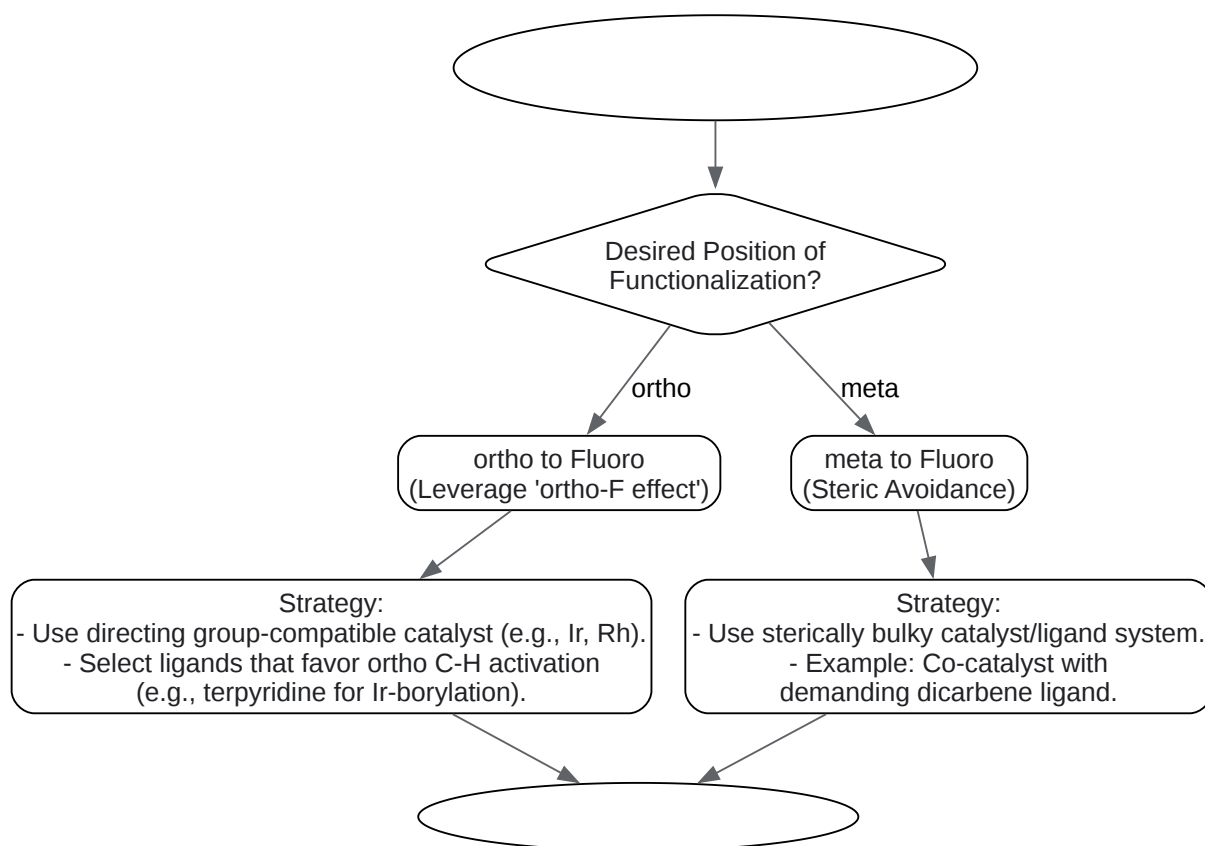 Desired Position of
Functionalization?
ortho
meta
ortho to Fluoro
(Leverage 'ortho-F effect')
meta to Fluoro
(Steric Avoidance)
Strategy:
- Use directing group-compatible catalyst (e.g., Ir, Rh).
- Select ligands that favor ortho C-H activation
(e.g., terpyridine for Ir-borylation).
Strategy:
- Use sterically bulky catalyst/ligand system.
- Example: Co-catalyst with
demanding dicarbene ligand.